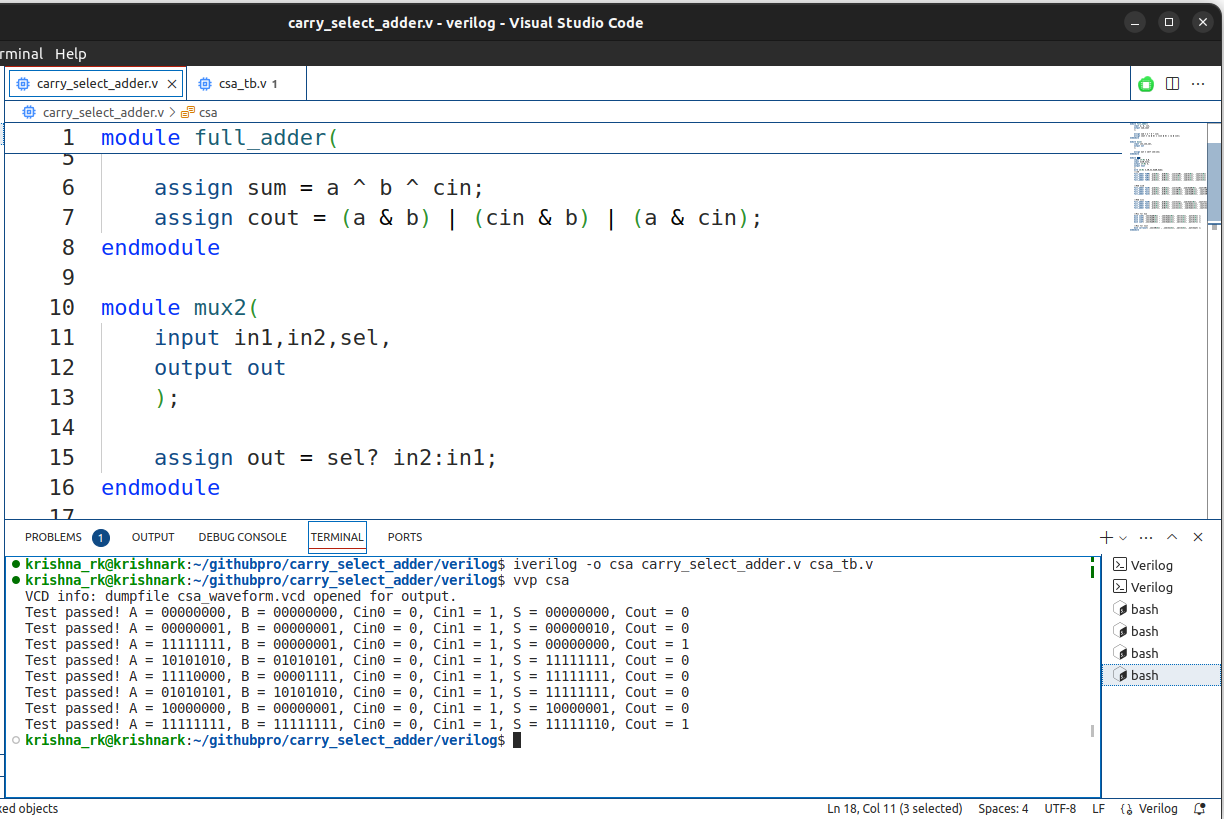 carry_select_adder.v - verilog - Visual Studio Code
rminal Help
carry_select_adder.v csa_tb.v 1
carry_select_adder.v > csa
1 module full_adder(
5
6 assign sum = a ^ b ^ cin;
7 assign cout = (a & b) | (cin & b) | (a & cin);
8 endmodule
9
10 module mux2(
11 input in1,in2,sel,
12 output out
13 );
14
15 assign out = sel? in2:in1;
16 endmodule
17
PROBLEMS 1 OUTPUT DEBUG CONSOLE TERMINAL PORTS
krishna_rk@krishnark:~/githubpro/carry_select_adder/verilog$ iverilog -o csa carry_select_adder.v csa_tb.v
krishna_rk@krishnark:~/githubpro/carry_select_adder/verilog$ vvp csa
VCD info: dumpfile csa_waveform.vcd opened for output.
Test passed! A = 00000000, B = 00000000, Cin0 = 0, Cin1 = 1, S = 00000000, Cout = 0
Test passed! A = 00000001, B = 00000001, Cin0 = 0, Cin1 = 1, S = 00000010, Cout = 0
Test passed! A = 11111111, B = 00000001, Cin0 = 0, Cin1 = 1, S = 00000000, Cout = 1
Test passed! A = 10101010, B = 01010101, Cin0 = 0, Cin1 = 1, S = 11111111, Cout = 0
Test passed! A = 11110000, B = 00001111, Cin0 = 0, Cin1 = 1, S = 11111111, Cout = 0
Test passed! A = 01010101, B = 10101010, Cin0 = 0, Cin1 = 1, S = 11111111, Cout = 0
Test passed! A = 10000000, B = 00000001, Cin0 = 0, Cin1 = 1, S = 10000001, Cout = 0
Test passed! A = 11111111, B = 11111111, Cin0 = 0, Cin1 = 1, S = 11111110, Cout = 1
krishna_rk@krishnark:~/githubpro/carry_select_adder/verilog$
Verilog
Verilog
bash
bash
bash
bash
ked objects Ln 18, Col 11 (3 selected) Spaces: 4 UTF-8 LF Verilog